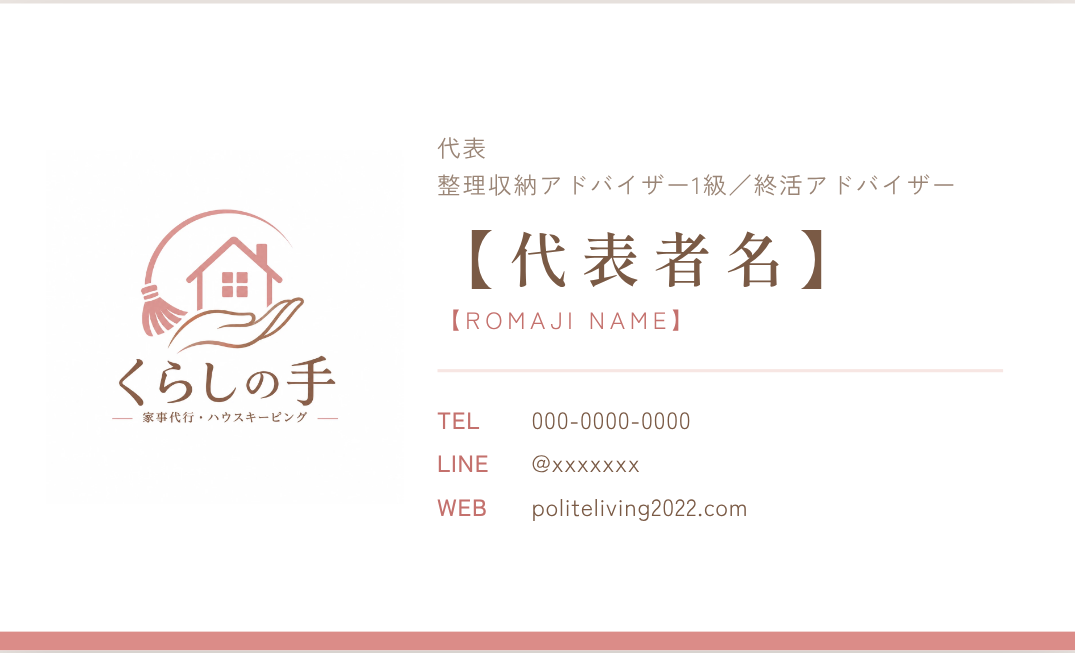 代表
整理収納アドバイザー1級／終活アドバイザー
【代表者名】
【ROMAJI NAME】
くらしの手
家事代行・ハウスキーピング
TEL 000-0000-0000
LINE @xxxxxxx
WEB politeliving2022.com